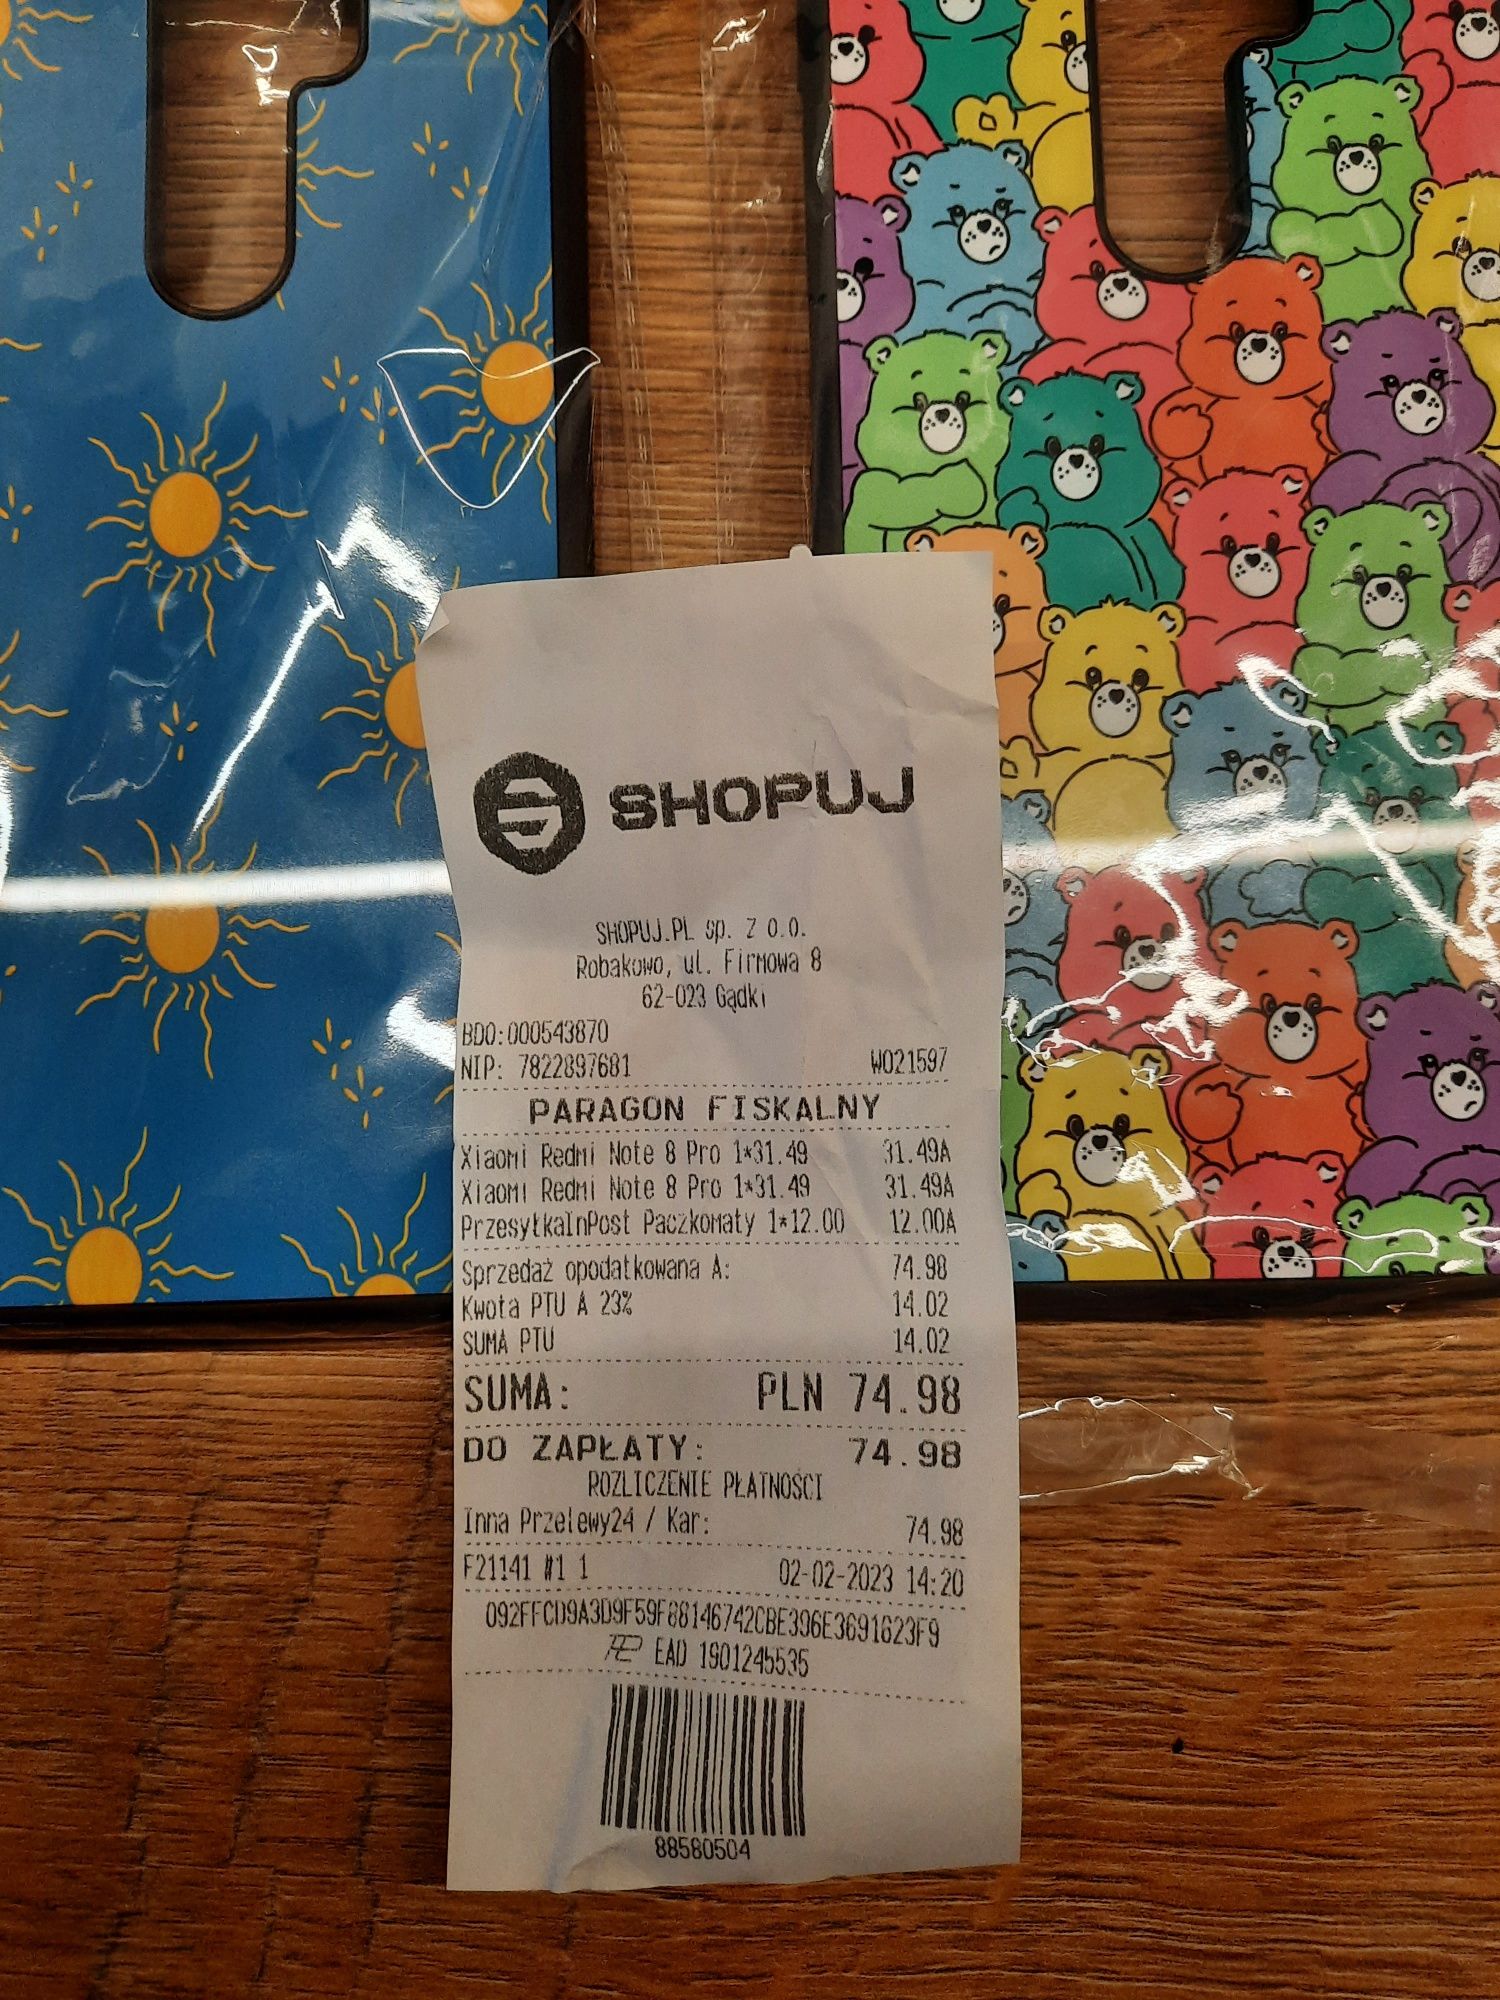 SHOPUJ
SHOPUJ.PL sp. z o.o.
Robakowo, ul. Firmowa 8
62-023 Gądki
BDO:000543870
NIP: 7822897681 WO21597
PARAGON FISKALNY
Xiaomi Redmi Note 8 Pro 1*31.49 31.49A
Xiaomi Redmi Note 8 Pro 1*31.49 31.49A
PrzesyłkaInPost Paczkomaty 1*12.00 12.00A
Sprzedaż opodatkowana A: 74.98
Kwota PTU A 23% 14.02
SUMA PTU 14.02
SUMA: PLN 74.98
DO ZAPŁATY: 74.98
ROZLICZENIE PŁATNOŚCI
Inna Przelewy24 / Kar: 74.98
F21141 #1 1 02-02-2023 14:20
092FFCD9A3D9F59F88146742CBE396E3691623F9
EAD 1901245535
88580504